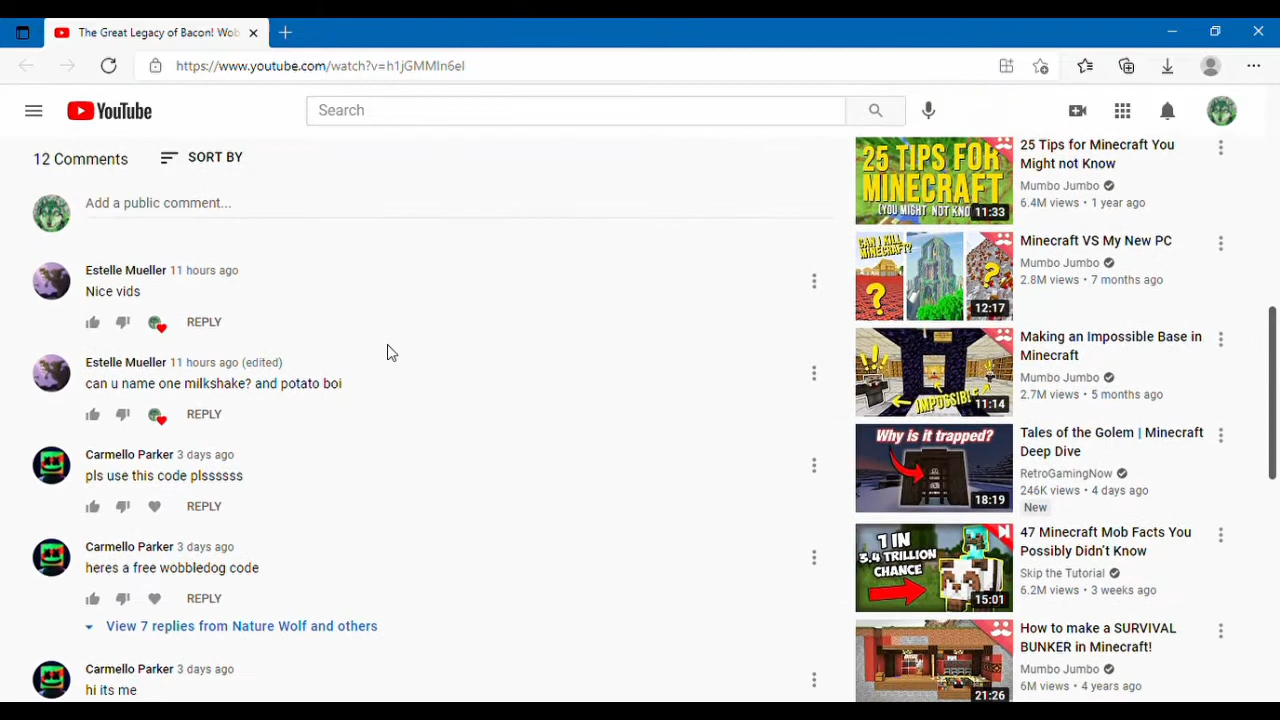 The Great Legacy of Bacon! Wob
https://www.youtube.com/watch?v=h1jGMMIn6eI
YouTube
Search
12 Comments
SORT BY
Add a public comment...
Estelle Mueller 11 hours ago
Nice vids
REPLY
Estelle Mueller 11 hours ago (edited)
can u name one milkshake? and potato boi
REPLY
Carmello Parker 3 days ago
pls use this code plssssss
REPLY
Carmello Parker 3 days ago
heres a free wobbledog code
REPLY
View 7 replies from Nature Wolf and others
Carmello Parker 3 days ago
hi its me
25 TIPS FOR
MINECRAFT
(YOU MIGHT NOT KNO
11:33
25 Tips for Minecraft You
Might not Know
Mumbo Jumbo
6.4M views • 1 year ago
CAN I KILL
MINECRAFT?
?
?
12:17
Minecraft VS My New PC
Mumbo Jumbo
2.8M views • 7 months ago
IMPOSSIBLE
11:14
Making an Impossible Base in
Minecraft
Mumbo Jumbo
2.7M views • 5 months ago
Why is it trapped?
18:19
Tales of the Golem | Minecraft
Deep Dive
RetroGamingNow
246K views • 4 days ago
New
1 IN
3.4 TRILLION
CHANCE
15:01
47 Minecraft Mob Facts You
Possibly Didn't Know
Skip the Tutorial
6.2M views • 3 weeks ago
21:26
How to make a SURVIVAL
BUNKER in Minecraft!
Mumbo Jumbo
6M views • 4 years ago